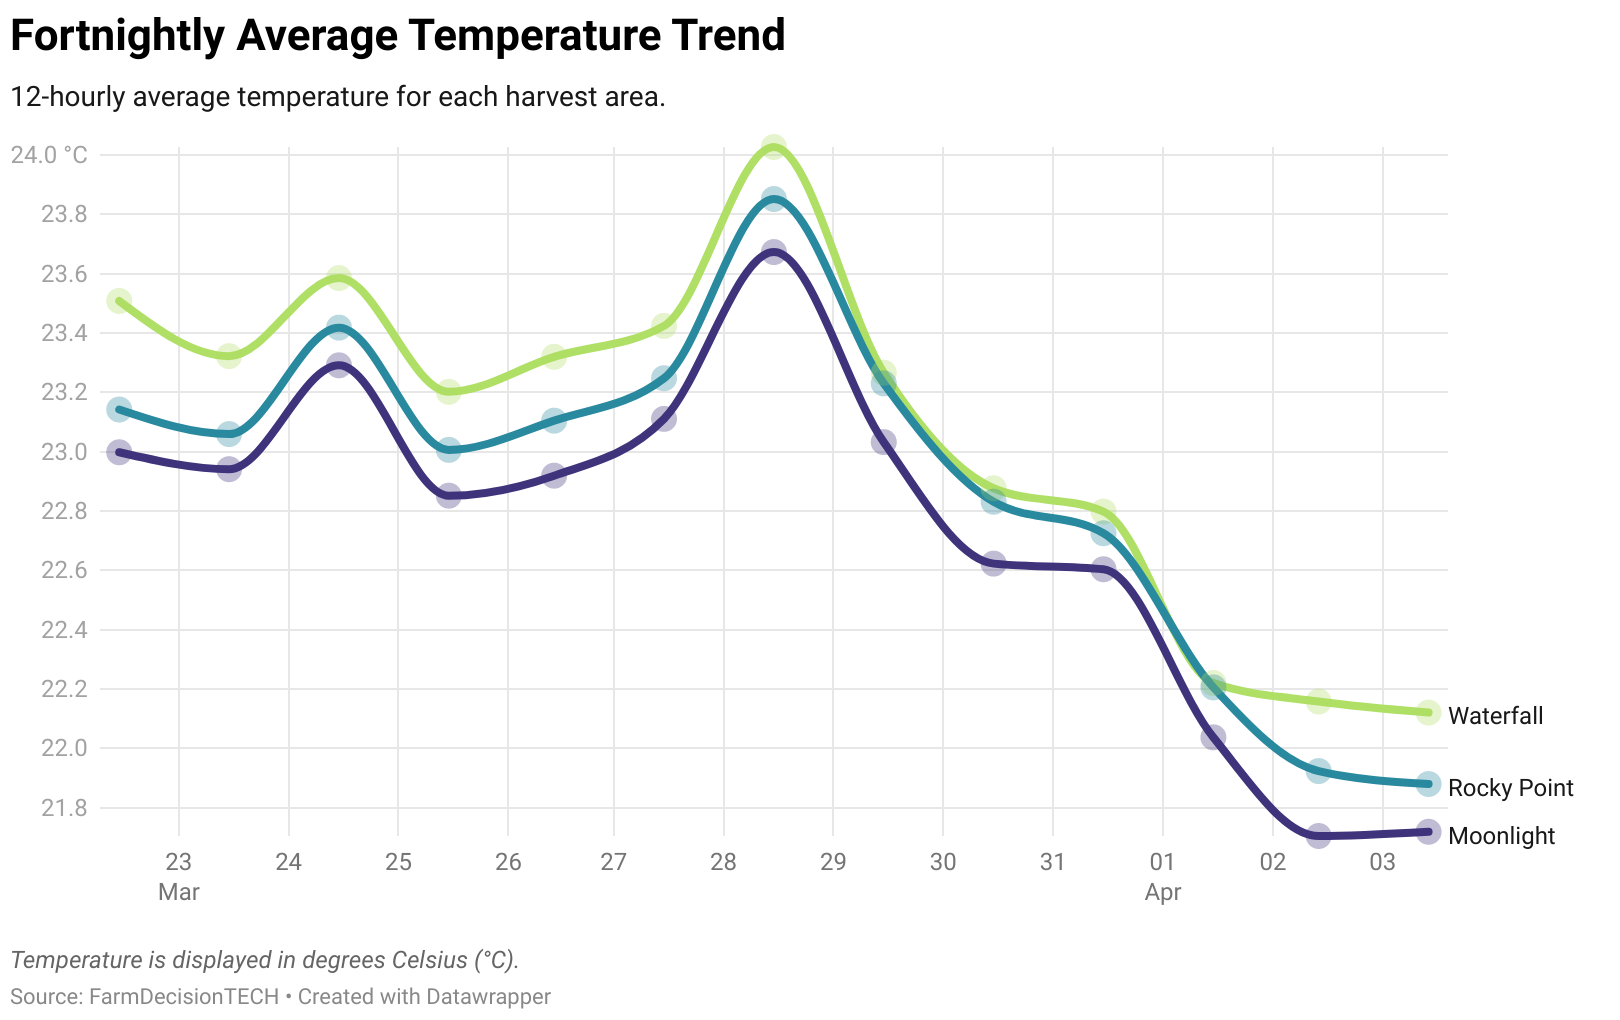 Fortnightly Average Temperature Trend
12-hourly average temperature for each harvest area.
24.0 °C
23.8
23.6
23.4
23.2
23.0
22.8
22.6
22.4
22.2
22.0
21.8
Waterfall
Rocky Point
Moonlight
23 24 25 26 27 28 29 30 31 01 02 03
Mar Apr
Temperature is displayed in degrees Celsius (°C).
Source: FarmDecisionTECH • Created with Datawrapper